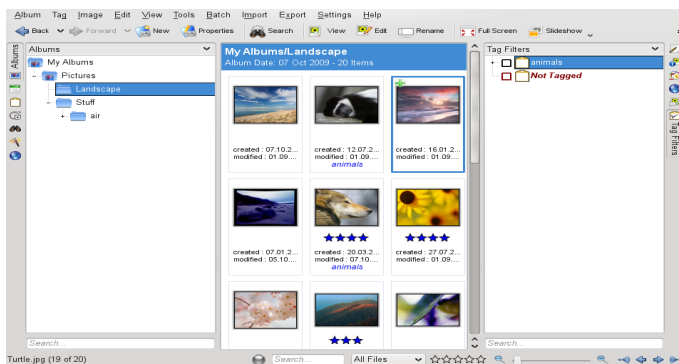 Album Tag Image Edit View Tools Batch Import Export Settings Help
Back Forward New Properties Search View Edit Rename Full Screen Slideshow
Albums
Albums
My Albums
Pictures
Landscape
Stuff
air
Search...
My Albums/Landscape
Album Date: 07 Oct 2009 - 20 Items
created : 07.10.2... created : 12.07.2... created : 16.01.2...
modified : 01.09.... modified : 01.09.... modified : 01.09....
animals
created : 07.01.2... created : 20.03.2... created : 27.07.2...
modified : 05.10.... modified : 07.10.... modified : 01.09....
animals
Tag Filters
animals
Not Tagged
Search...
Tag Filters
Turtle.jpg (19 of 20) Search... All Files